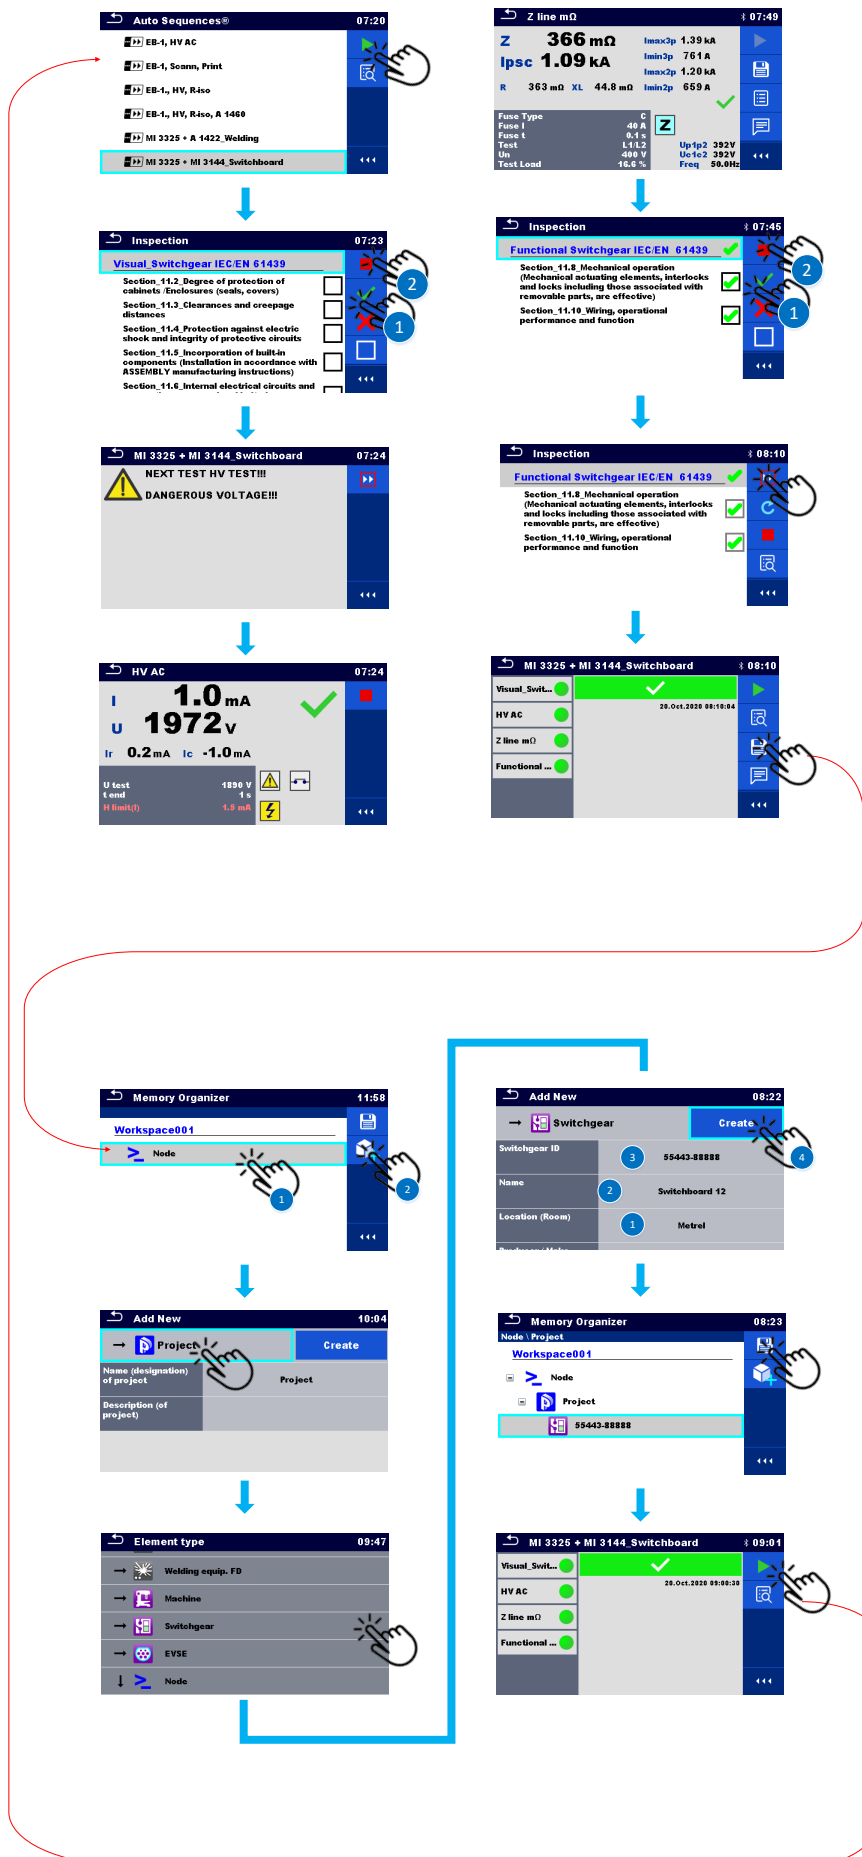 Auto Sequences® 07:20
EB-1, HV AC
EB-1, Scann, Print
EB-1., HV, R-iso
EB-1., HV, R-iso, A 1460
MI 3325 + A 1422_Welding
MI 3325 + MI 3144_Switchboard
Inspection 07:23
Visual_Switchgear IEC/EN 61439
Section_11.2_Degree of protection of
cabinets /Enclosures (seals, covers)
Section_11.3_Clearances and creepage
distances
Section_11.4_Protection against electric
shock and integrity of protective circuits
Section_11.5_Incorporation of built-in
components (Installation in accordance with
ASSEMBLY manufacturing instructions)
Section_11.6_Internal electrical circuits and
2
1
MI 3325 + MI 3144_Switchboard 07:24
NEXT TEST HV TEST!!!
DANGEROUS VOLTAGE!!!
HV AC 07:24
I 1.0 mA
U 1972 V
Ir 0.2 mA Ic -1.0 mA
U test 1890 V
t end 1 s
H limit(I) 1.5 mA
Z line mΩ 07:49
Z 366 mΩ Imax3p 1.39 kA
Ipsc 1.09 kA Imin3p 761 A
Imax2p 1.20 kA
R 363 mΩ XL 44.8 mΩ Imin2p 659 A
Fuse Type C
Fuse I 40 A
Fuse t 0.1 s
Test L1/L2
Un 400 V
Test Load 16.6 %
Z
Up1p2 392V
Uc1c2 392V
Freq 50.0Hz
Inspection 07:45
Functional Switchgear IEC/EN 61439
Section_11.8_Mechanical operation
(Mechanical actuating elements, interlocks
and locks including those associated with
removable parts, are effective)
Section_11.10_Wiring, operational
performance and function
2
1
Inspection 08:10
Functional Switchgear IEC/EN 61439
Section_11.8_Mechanical operation
(Mechanical actuating elements, interlocks
and locks including those associated with
removable parts, are effective)
Section_11.10_Wiring, operational
performance and function
MI 3325 + MI 3144_Switchboard 08:10
Visual_Swit...
20.Oct.2020 08:10:04
HV AC
Z line mΩ
Functional ...
Memory Organizer 11:58
Workspace001
Node
1
2
Add New 10:04
Project Create
Name (designation)
of project
Project
Description (of
project)
Element type 09:47
Welding equip. FD
Machine
Switchgear
EVSE
Node
Add New 08:22
Switchgear Create
4
Switchgear ID
3 55443-88888
Name
2 Switchboard 12
Location (Room)
1 Metrel
Memory Organizer 08:23
Node \ Project
Workspace001
Node
Project
55443-88888
MI 3325 + MI 3144_Switchboard 09:01
Visual_Swit...
20.Oct.2020 09:00:30
HV AC
Z line mΩ
Functional ...